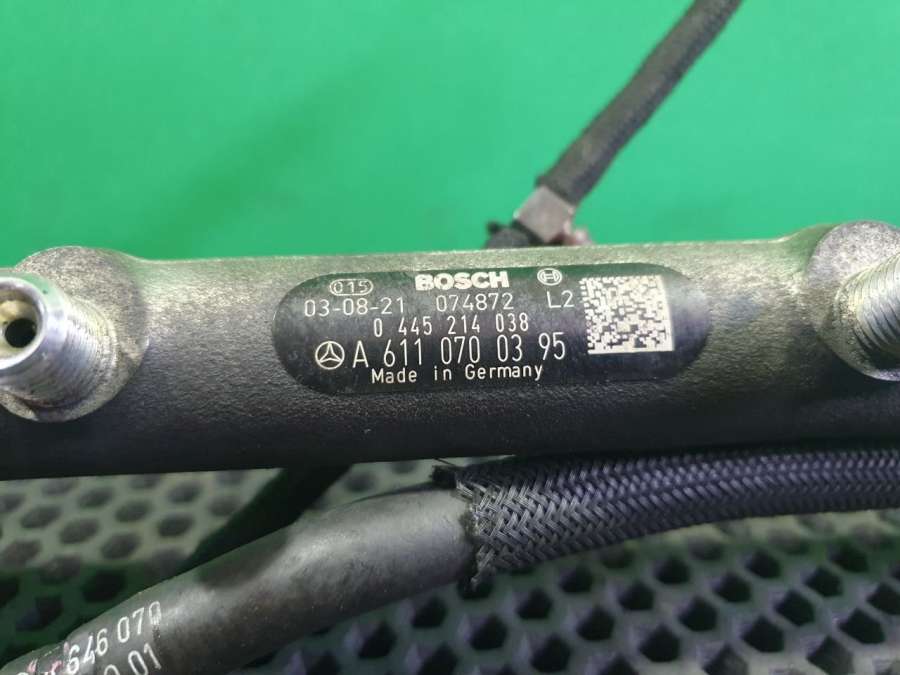 015 BOSCH
03-08-21 074872 L2
0 445 214 038
A 611 070 03 95
Made in Germany
646 070
01